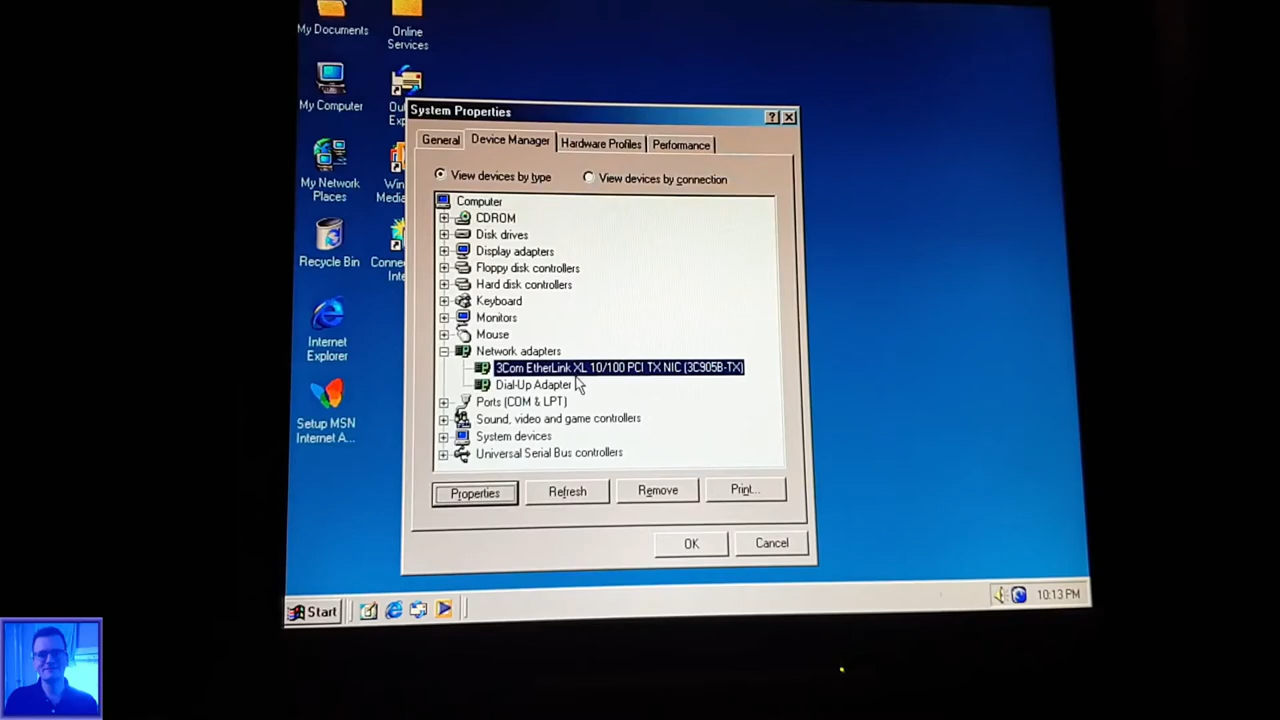 My Documents
Online
Services
My Computer
My Network
Places
Recycle Bin
Internet
Explorer
Setup MSN
Internet A...
System Properties
General
Device Manager
Hardware Profiles
Performance
View devices by type
View devices by connection
Computer
CDROM
Disk drives
Display adapters
Floppy disk controllers
Hard disk controllers
Keyboard
Monitors
Mouse
Network adapters
3Com EtherLink XL 10/100 PCI TX NIC (3C905B-TX)
Dial-Up Adapter
Ports (COM & LPT)
Sound, video and game controllers
System devices
Universal Serial Bus controllers
Properties
Refresh
Remove
Print...
OK
Cancel
Start
10:13 PM